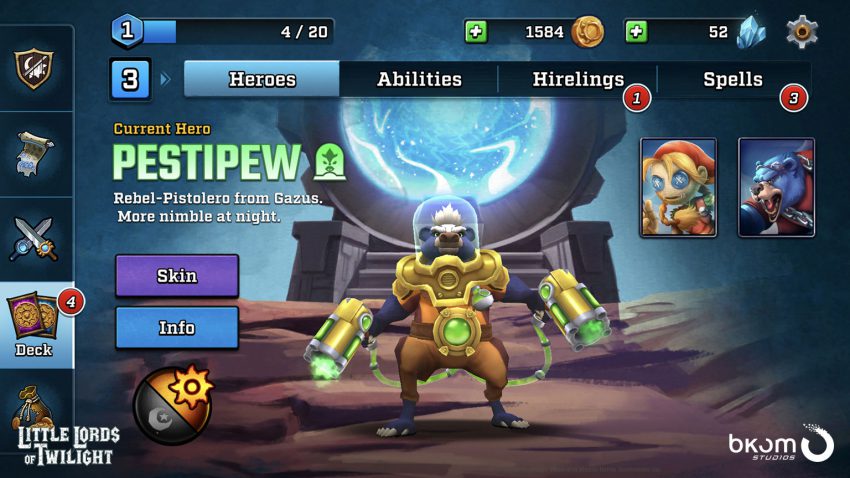 1
4 / 20
1584
52
3
Heroes
Abilities
Hirelings
1
Spells
3
Current Hero
PESTIPEW
Rebel-Pistolero from Gazus.
More nimble at night.
Skin
Info
4
Deck
LITTLE LORDS
OF TWILIGHT
bkom
STUDIOS